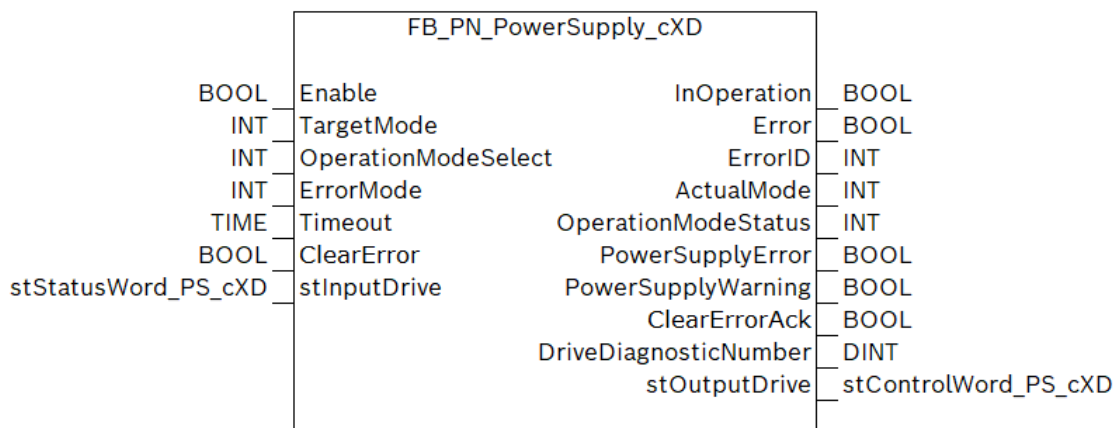 FB_PN_PowerSupply_cXD
BOOL Enable InOperation BOOL
INT TargetMode Error BOOL
INT OperationModeSelect ErrorID INT
INT ErrorMode ActualMode INT
TIME Timeout OperationModeStatus INT
BOOL ClearError PowerSupplyError BOOL
stStatusWord_PS_cXD stInputDrive PowerSupplyWarning BOOL
ClearErrorAck BOOL
DriveDiagnosticNumber DINT
stOutputDrive stControlWord_PS_cXD